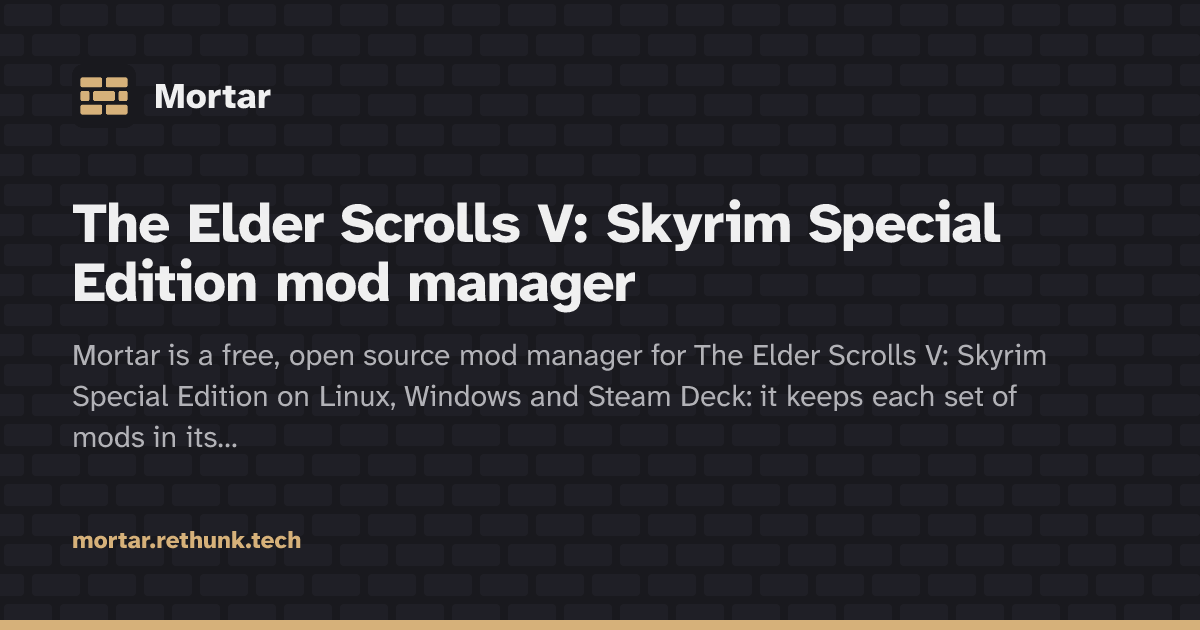 Mortar
The Elder Scrolls V: Skyrim Special
Edition mod manager
Mortar is a free, open source mod manager for The Elder Scrolls V: Skyrim
Special Edition on Linux, Windows and Steam Deck: it keeps each set of
mods in its...
mortar.rethunk.tech